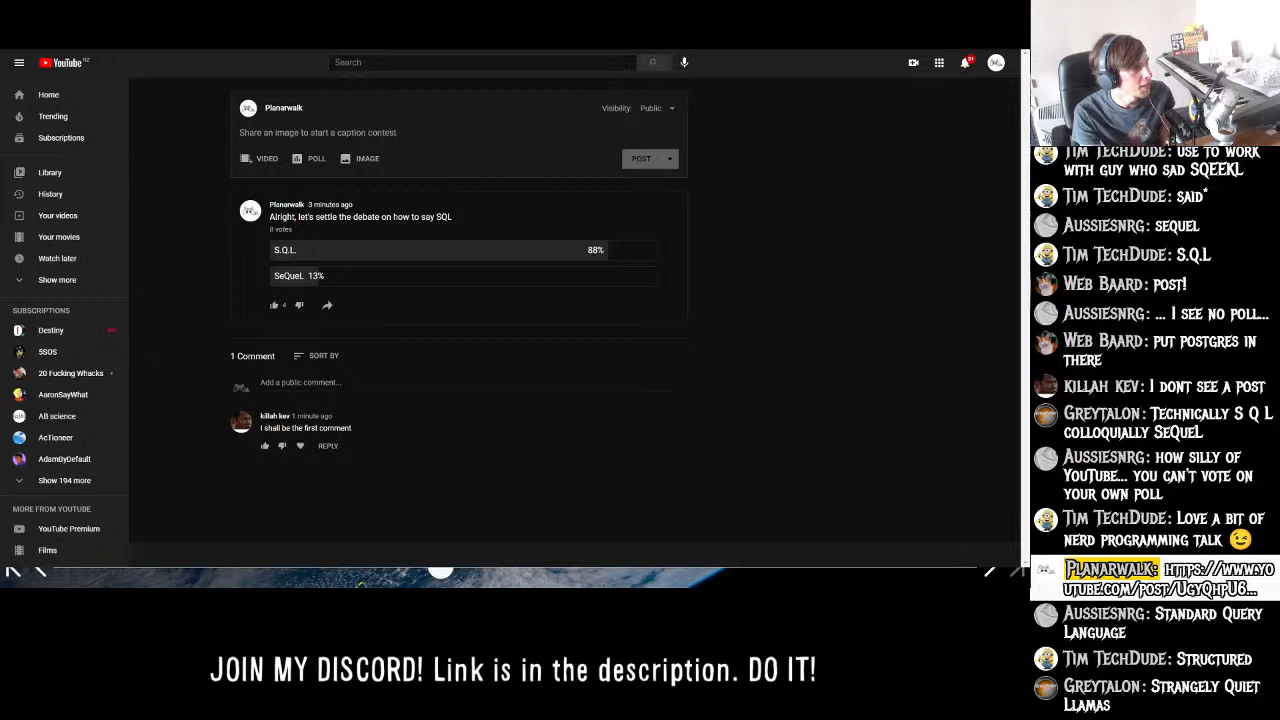 YouTube NZ
Search
9+
Home
Trending
Subscriptions
Library
History
Your videos
Your movies
Watch later
Show more
SUBSCRIPTIONS
Destiny
5SOS
20 Fucking Whacks
AaronSayWhat
AB science
AcTioneer
AdamByDefault
Show 194 more
MORE FROM YOUTUBE
YouTube Premium
Films
Planarwalk
Visibility: Public
Share an image to start a caption contest
VIDEO POLL IMAGE POST
Planarwalk 3 minutes ago
Alright, let's settle the debate on how to say SQL
8 votes
S.Q.L. 88%
SeQueL 13%
4
1 Comment SORT BY
Add a public comment...
killah kev 1 minute ago
I shall be the first comment
REPLY
JOIN MY DISCORD! Link is in the description. DO IT!
AREA
51
TIM TECHDUDE: USE TO WORK
WITH GUY WHO SAD SQEEKL
TIM TECHDUDE: SAID*
AUSSIESNRG: SEQUEL
TIM TECHDUDE: S.Q.L
WEB BAARD: POST!
AUSSIESNRG: ... I SEE NO POLL...
WEB BAARD: PUT POSTGRES IN
THERE
KILLAH KEV: I DONT SEE A POST
GREYTALON: TECHNICALLY S Q L
COLLOQUIALLY SEQUEL
AUSSIESNRG: HOW SILLY OF
YOUTUBE... YOU CAN'T VOTE ON
YOUR OWN POLL
TIM TECHDUDE: LOVE A BIT OF
NERD PROGRAMMING TALK
PLANARWALK: HTTPS://WWW.YO
UTUBE.COM/POST/UGYQHPU6...
AUSSIESNRG: STANDARD QUERY
LANGUAGE
TIM TECHDUDE: STRUCTURED
GREYTALON: STRANGELY QUIET
LLAMAS